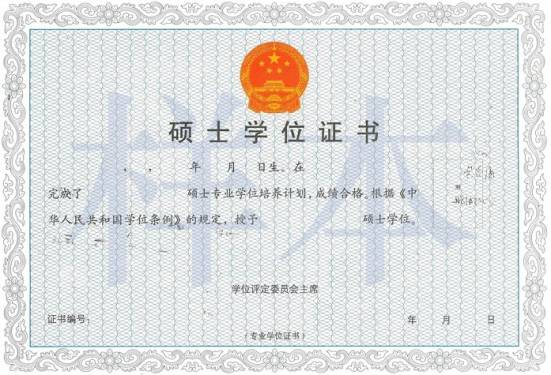 样本
硕士学位证书
， ， 年 月 日生。在
完成了 硕士专业学位培养计划，成绩合格。根据《中
华人民共和国学位条例》的规定，授予 硕士学位。
学位评定委员会主席
证书编号： 年 月 日
（专业学位证书）